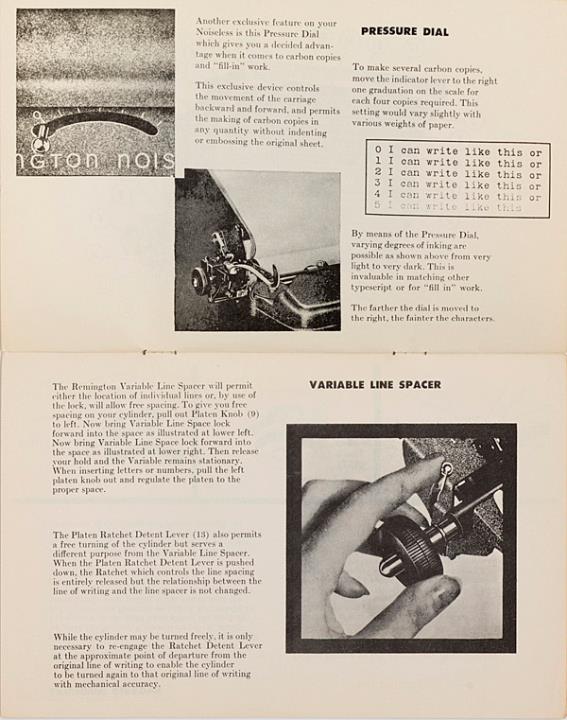 NGTON NOIS
Another exclusive feature on your
Noiseless is this Pressure Dial
which gives you a decided advan-
tage when it comes to carbon copies
and "fill-in" work.
This exclusive device controls
the movement of the carriage
backward and forward, and permits
the making of carbon copies in
any quantity without indenting
or embossing the original sheet.
PRESSURE DIAL
To make several carbon copies,
move the indicator lever to the right
one graduation on the scale for
each four copies required. This
setting would vary slightly with
various weights of paper.
0 I can write like this or
1 I can write like this or
2 I can write like this or
3 I can write like this or
4 I can write like this or
5 I can write like this
By means of the Pressure Dial,
varying degrees of inking are
possible as shown above from very
light to very dark. This is
invaluable in matching other
typescript or for "fill in" work.
The farther the dial is moved to
the right, the fainter the characters.
The Remington Variable Line Spacer will permit
either the location of individual lines or, by use of
the lock, will allow free spacing. To give you free
spacing on your cylinder, pull out Platen Knob (9)
to left. Now bring Variable Line Space lock
forward into the space as illustrated at lower left.
Now bring Variable Line Space lock forward into
the space as illustrated at lower right. Then release
your hold and the Variable remains stationary.
When inserting letters or numbers, pull the left
platen knob out and regulate the platen to the
proper space.
The Platen Ratchet Detent Lever (13) also permits
a free turning of the cylinder but serves a
different purpose from the Variable Line Spacer.
When the Platen Ratchet Detent Lever is pushed
down, the Ratchet which controls the line spacing
is entirely released but the relationship between the
line of writing and the line spacer is not changed.
While the cylinder may be turned freely, it is only
necessary to re-engage the Ratchet Detent Lever
at the approximate point of departure from the
original line of writing to enable the cylinder
to be turned again to that original line of writing
with mechanical accuracy.
VARIABLE LINE SPACER